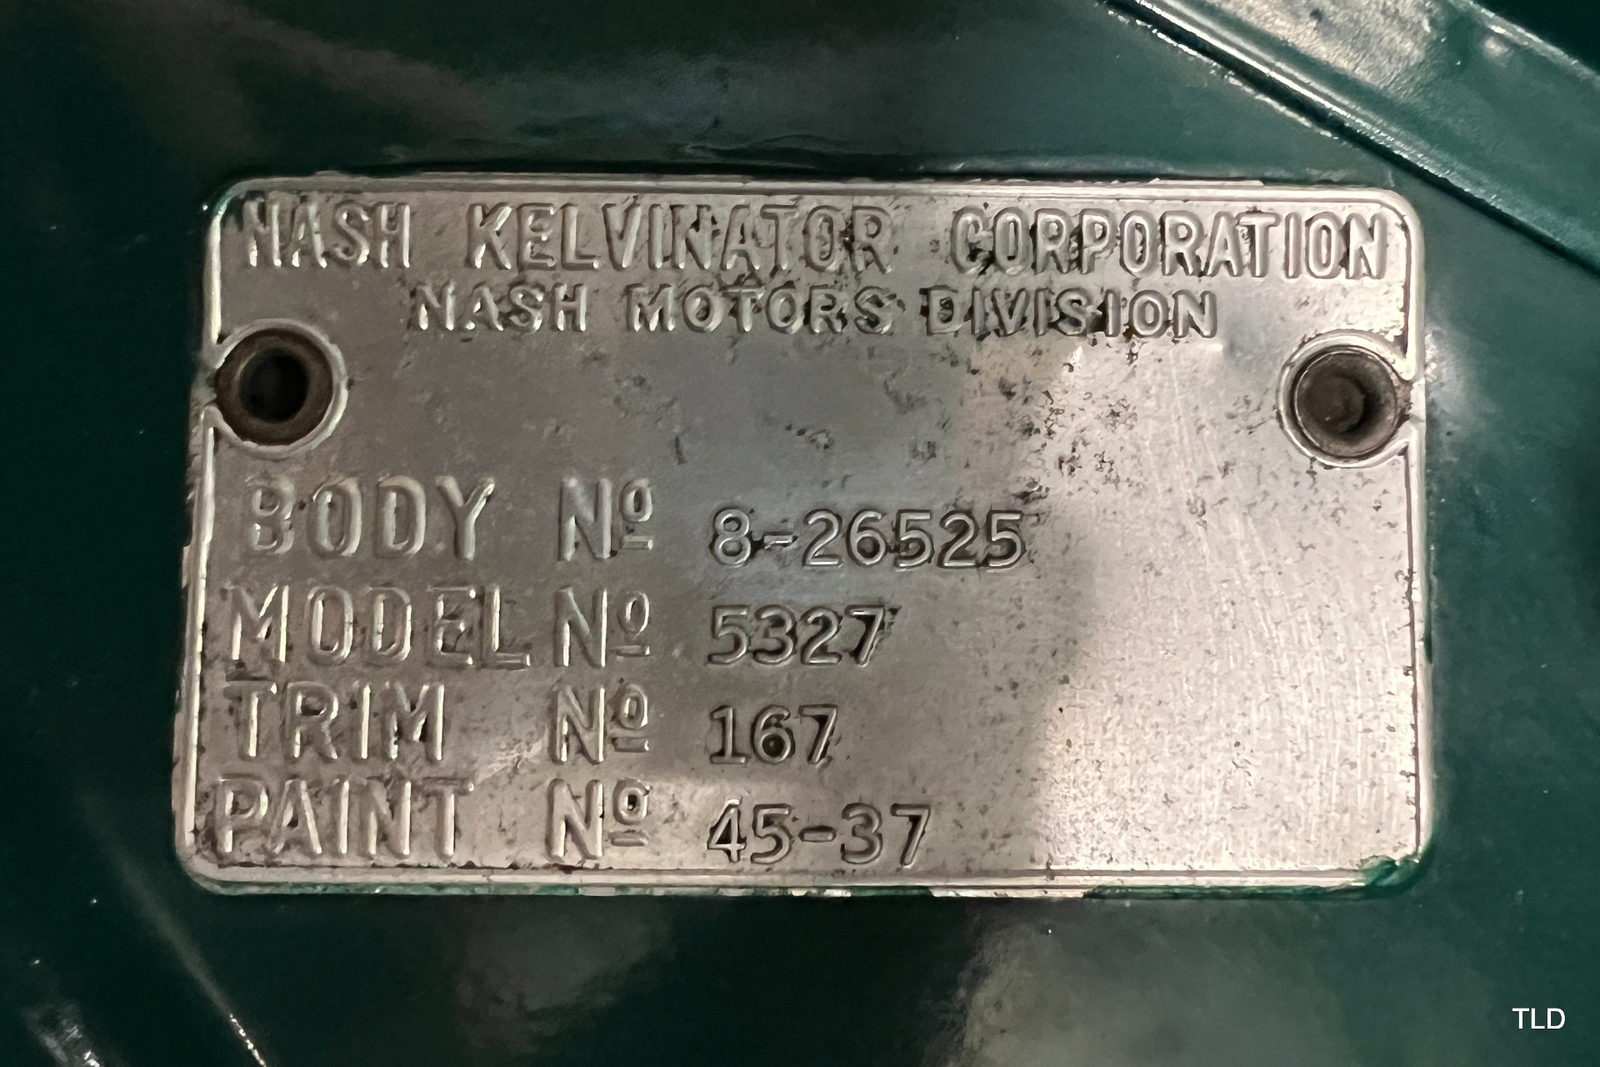 NASH KELVINATOR CORPORATION
NASH MOTORS DIVISION
BODY Nº 8-26525
MODEL Nº 5327
TRIM Nº 167
PAINT Nº 45-37
TLD